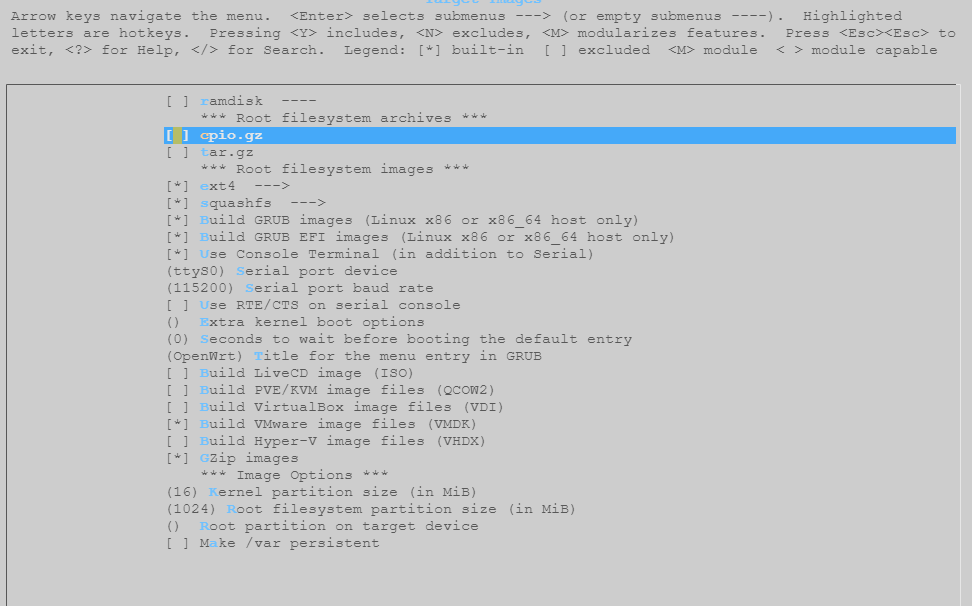 Target Images
Arrow keys navigate the menu.  <Enter> selects submenus ---> (or empty submenus ----).  Highlighted
letters are hotkeys.  Pressing <Y> includes, <N> excludes, <M> modularizes features.  Press <Esc><Esc> to
exit, <?> for Help, </> for Search.  Legend: [*] built-in  [ ] excluded  <M> module  < > module capable
[ ] ramdisk  ----
*** Root filesystem archives ***
[ ] cpio.gz
[ ] tar.gz
*** Root filesystem images ***
[*] ext4  --->
[*] squashfs  --->
[*] Build GRUB images (Linux x86 or x86_64 host only)
[*] Build GRUB EFI images (Linux x86 or x86_64 host only)
[*] Use Console Terminal (in addition to Serial)
(ttyS0) Serial port device
(115200) Serial port baud rate
[ ] Use RTE/CTS on serial console
()  Extra kernel boot options
(0) Seconds to wait before booting the default entry
(OpenWrt) Title for the menu entry in GRUB
[ ] Build LiveCD image (ISO)
[ ] Build PVE/KVM image files (QCOW2)
[ ] Build VirtualBox image files (VDI)
[*] Build VMware image files (VMDK)
[ ] Build Hyper-V image files (VHDX)
[*] GZip images
*** Image Options ***
(16) Kernel partition size (in MiB)
(1024) Root filesystem partition size (in MiB)
()  Root partition on target device
[ ] Make /var persistent